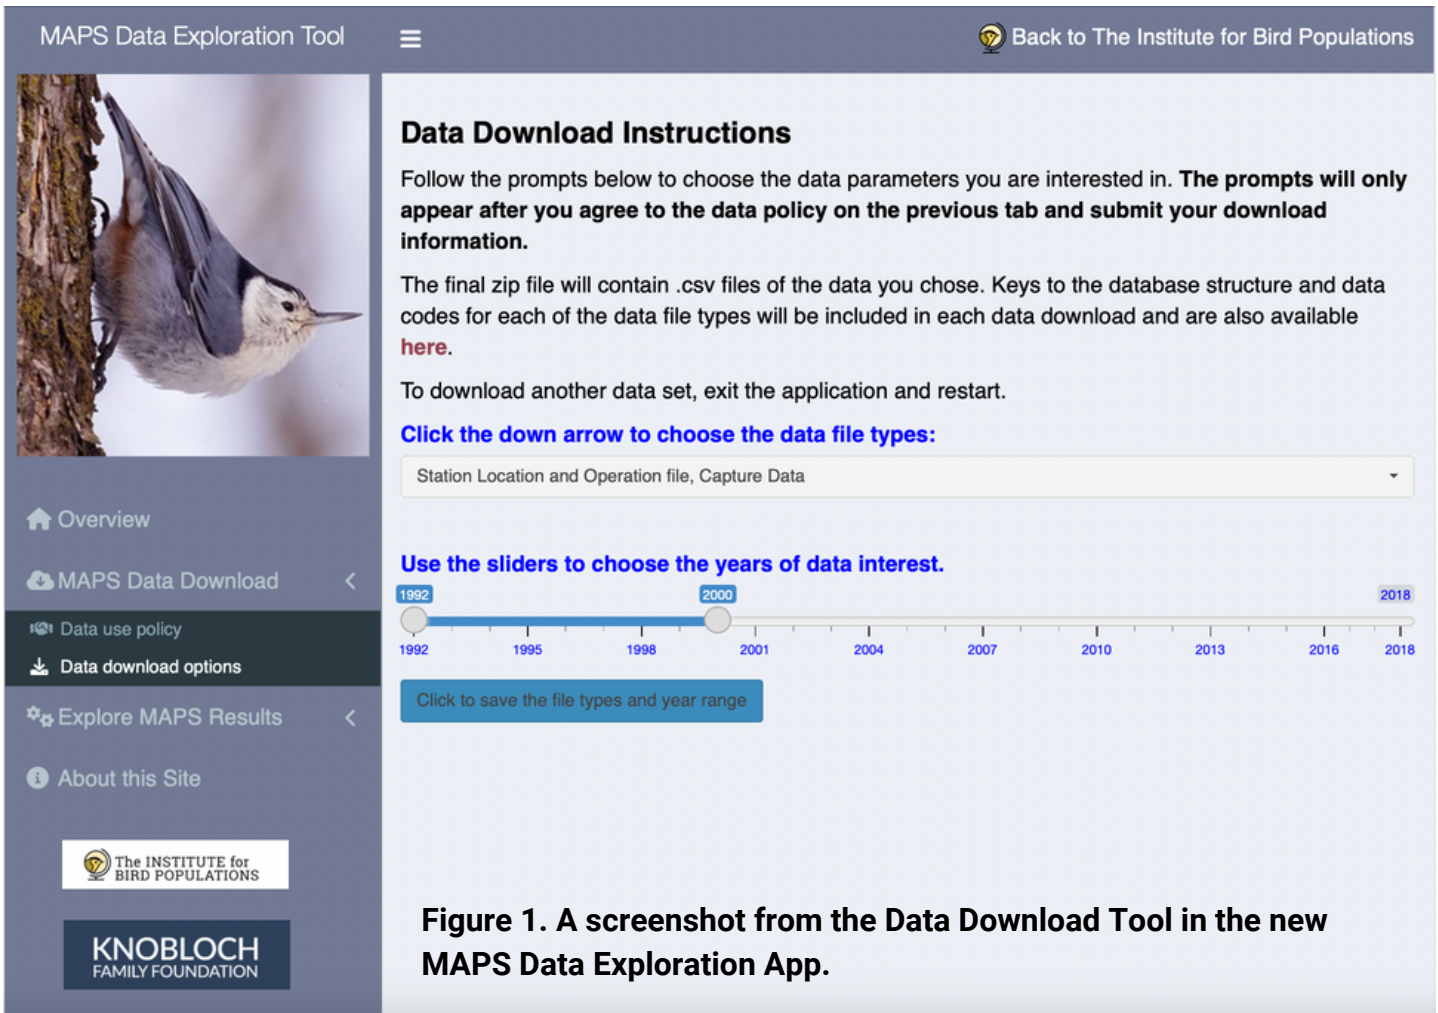 MAPS Data Exploration Tool
Back to The Institute for Bird Populations
Data Download Instructions
Follow the prompts below to choose the data parameters you are interested in. The prompts will only
appear after you agree to the data policy on the previous tab and submit your download
information.
The final zip file will contain .csv files of the data you chose. Keys to the database structure and data
codes for each of the data file types will be included in each data download and are also available
here.
To download another data set, exit the application and restart.
Click the down arrow to choose the data file types:
Station Location and Operation file, Capture Data
Use the sliders to choose the years of data interest.
1992 2000 2018
1992 1995 1998 2001 2004 2007 2010 2013 2016 2018
Click to save the file types and year range
Overview
MAPS Data Download
Data use policy
Data download options
Explore MAPS Results
About this Site
The INSTITUTE for
BIRD POPULATIONS
KNOBLOCH
FAMILY FOUNDATION
Figure 1. A screenshot from the Data Download Tool in the new
MAPS Data Exploration App.